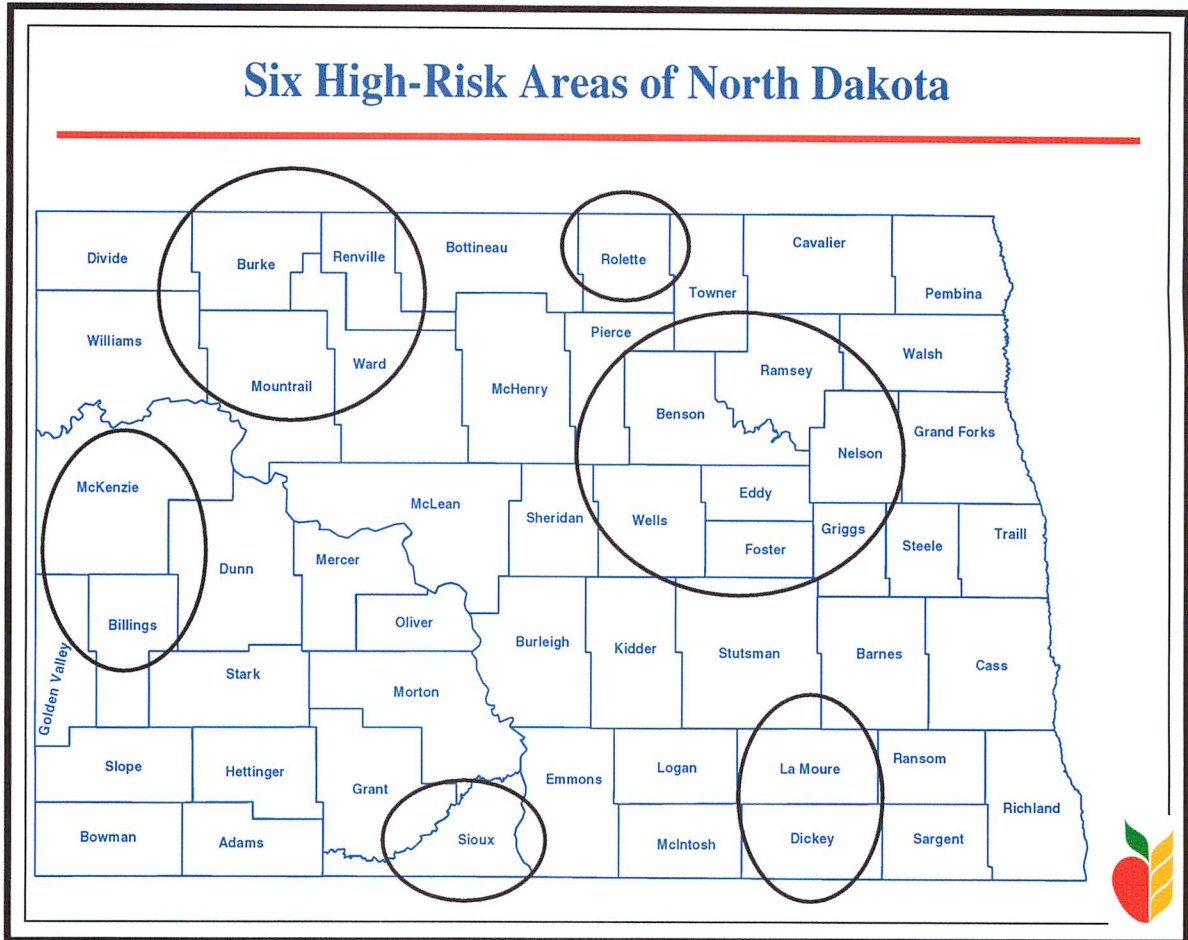 Six High-Risk Areas of North Dakota
Divide
Burke
Renville
Bottineau
Rolette
Towner
Cavalier
Pembina
Williams
Mountrail
Ward
McHenry
Pierce
Benson
Ramsey
Walsh
Nelson
Grand Forks
McKenzie
Dunn
Mercer
McLean
Sheridan
Wells
Eddy
Foster
Griggs
Steele
Traill
Golden Valley
Billings
Stark
Oliver
Morton
Burleigh
Kidder
Stutsman
Barnes
Cass
Slope
Hettinger
Grant
Emmons
Logan
La Moure
Ransom
Richland
Bowman
Adams
Sioux
McIntosh
Dickey
Sargent